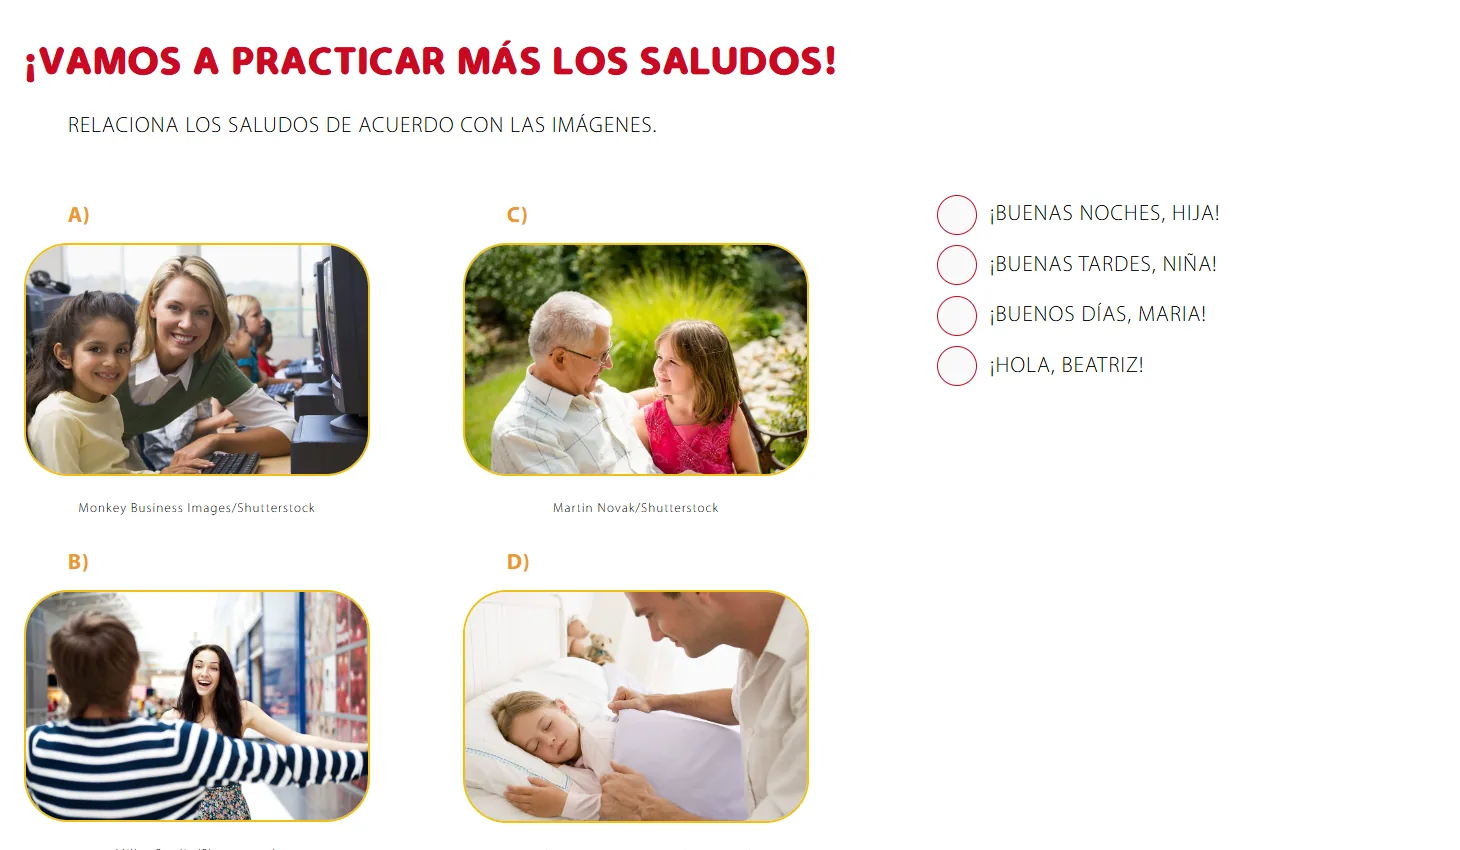 ¡VAMOS A PRACTICAR MÁS LOS SALUDOS!
RELACIONA LOS SALUDOS DE ACUERDO CON LAS IMÁGENES.
A)
Monkey Business Images/Shutterstock
B)
C)
Martin Novak/Shutterstock
D)
¡BUENAS NOCHES, HIJA!
¡BUENAS TARDES, NIÑA!
¡BUENOS DÍAS, MARIA!
¡HOLA, BEATRIZ!